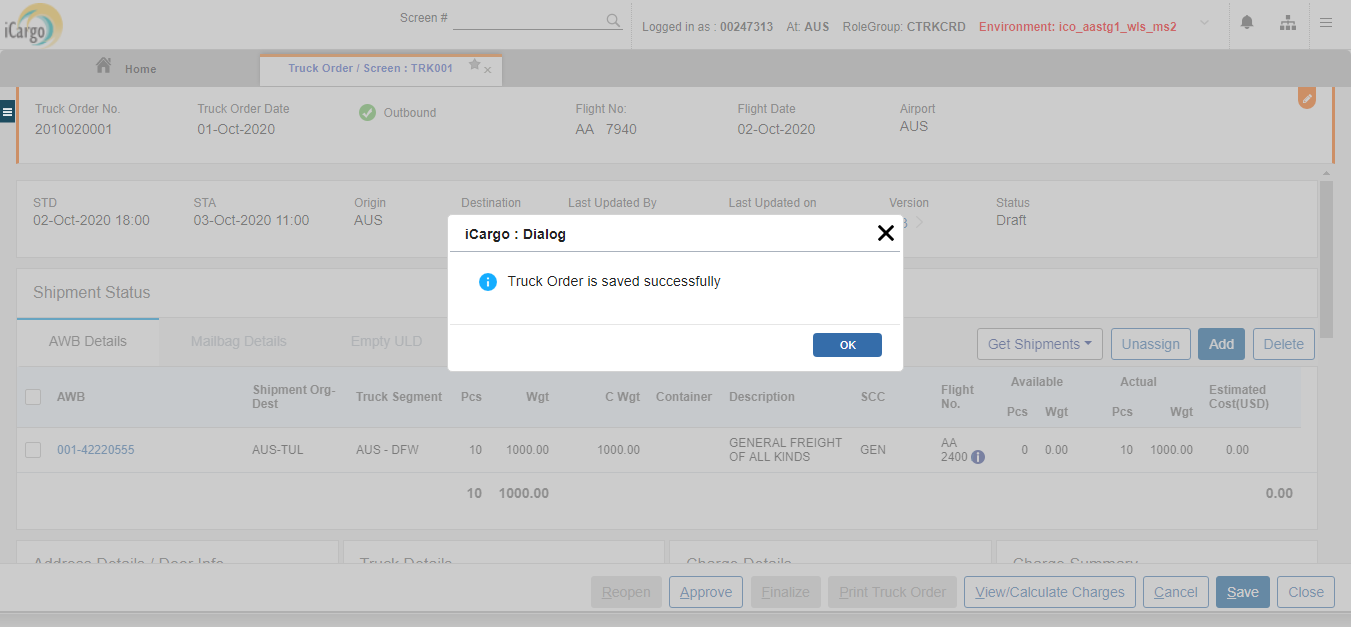 iCargo
Screen #
Logged in as : 00247313 At: AUS RoleGroup: CTRKCRD Environment: ico_aastg1_wls_ms2
Home
Truck Order / Screen : TRK001
Truck Order No. Truck Order Date Outbound Flight No: Flight Date Airport
2010020001 01-Oct-2020 AA 7940 02-Oct-2020 AUS
STD STA Origin Destination Last Updated By Last Updated on Version Status
02-Oct-2020 18:00 03-Oct-2020 11:00 AUS Draft
iCargo : Dialog
Truck Order is saved successfully
OK
Shipment Status
AWB Details Mailbag Details Empty ULD Get Shipments Unassign Add Delete
AWB Shipment Org-Dest Truck Segment Pcs Wgt C Wgt Container Description SCC Flight No. Available Pcs Wgt Actual Pcs Wgt Estimated Cost(USD)
001-42220555 AUS-TUL AUS - DFW 10 1000.00 1000.00 GENERAL FREIGHT OF ALL KINDS GEN AA 2400 0 0.00 10 1000.00 0.00
10 1000.00 0.00
Address Details / Door Info Truck Details Charge Details Charge Summary
Reopen Approve Finalize Print Truck Order View/Calculate Charges Cancel Save Close